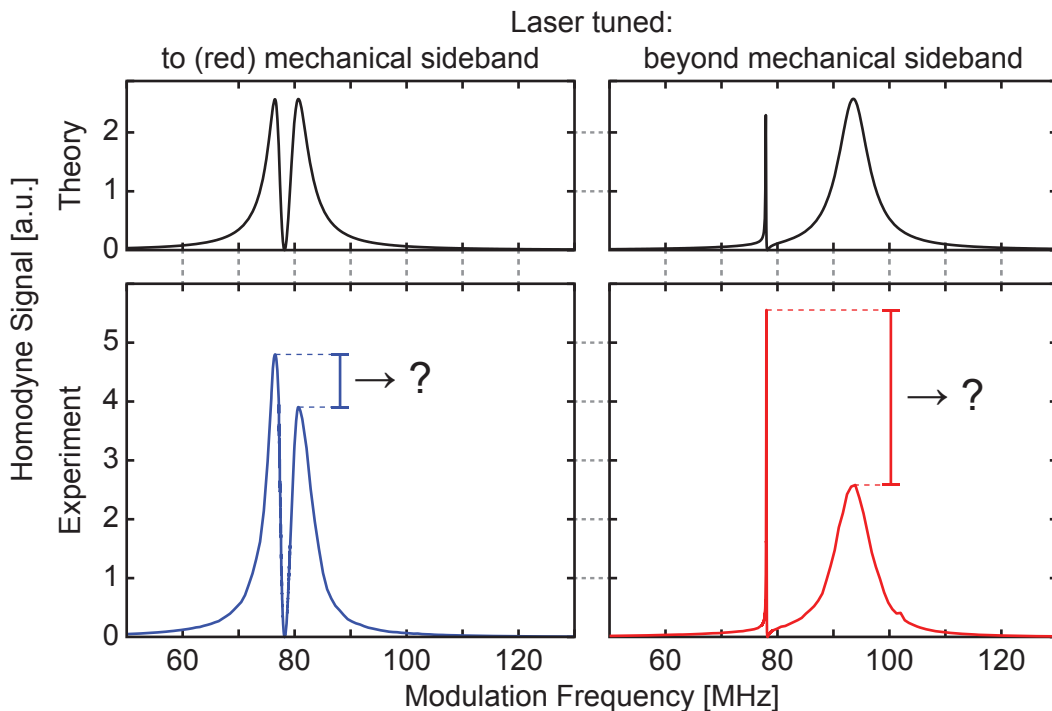 Laser tuned:
to (red) mechanical sideband
beyond mechanical sideband
Homodyne Signal [a.u.]
Theory
2
1
0
Experiment
5
4
3
2
1
0
→ ?
→ ?
60
80
100
120
60
80
100
120
Modulation Frequency [MHz]